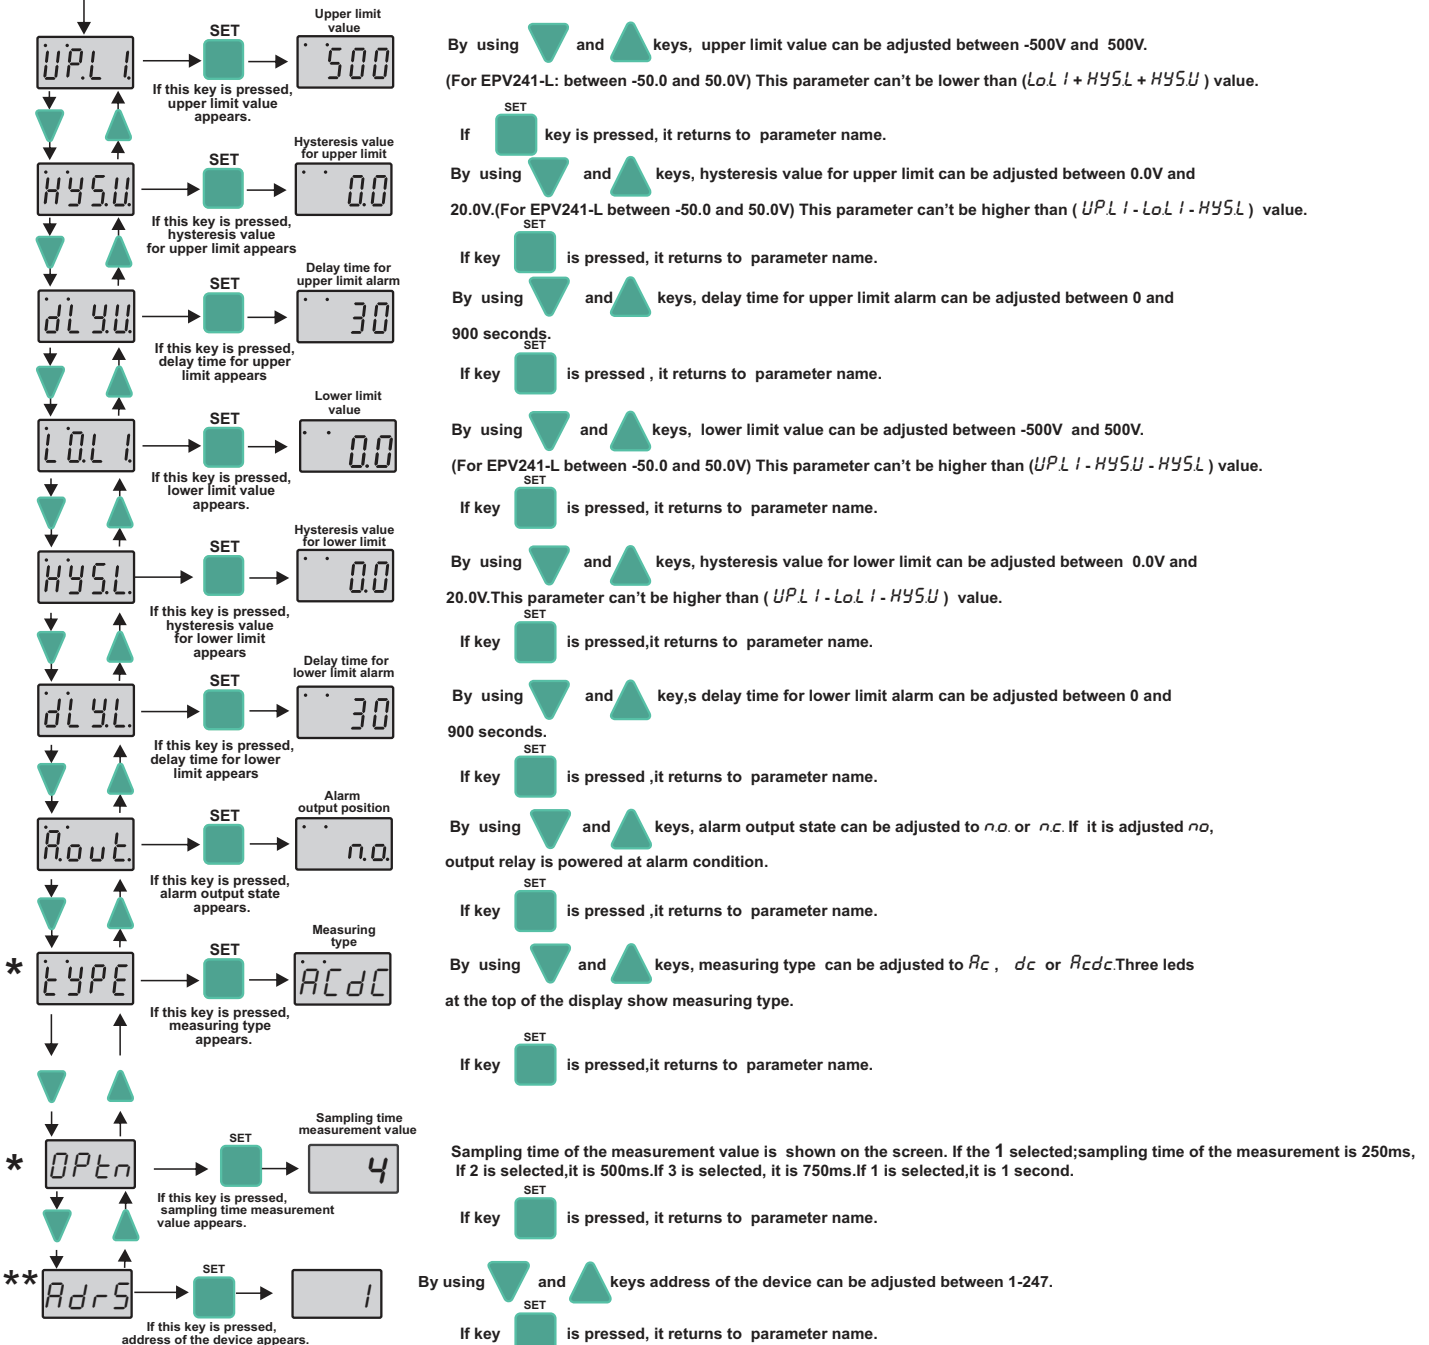 Upper limit
value
SET
UP.L 1.
500
If this key is pressed,
upper limit value
appears.
By using and keys, upper limit value can be adjusted between -500V and 500V.
(For EPV241-L: between -50.0 and 50.0V) This parameter can't be lower than (Lo.L 1 + HYS.L + HYS.U ) value.
SET
If key is pressed, it returns to parameter name.
Hysteresis value
for upper limit
SET
HYS.U.
0.0
If this key is pressed,
hysteresis value
for upper limit appears
By using and keys, hysteresis value for upper limit can be adjusted between 0.0V and
20.0V.(For EPV241-L between -50.0 and 50.0V) This parameter can't be higher than ( UP.L 1 - Lo.L 1 - HYS.L ) value.
SET
If key is pressed, it returns to parameter name.
Delay time for
upper limit alarm
SET
dLY.U.
30
If this key is pressed,
delay time for upper
limit appears
By using and keys, delay time for upper limit alarm can be adjusted between 0 and
900 seconds.
SET
If key is pressed , it returns to parameter name.
Lower limit
value
SET
LO.L 1.
0.0
If this key is pressed,
lower limit value
appears.
By using and keys, lower limit value can be adjusted between -500V and 500V.
(For EPV241-L between -50.0 and 50.0V) This parameter can't be higher than (UP.L 1 - HYS.U - HYS.L ) value.
SET
If key is pressed, it returns to parameter name.
Hysteresis value
for lower limit
SET
HYS.L.
0.0
If this key is pressed,
hysteresis value
for lower limit
appears
By using and keys, hysteresis value for lower limit can be adjusted between 0.0V and
20.0V.This parameter can't be higher than ( UP.L 1 - Lo.L 1 - HYS.U ) value.
SET
If key is pressed,it returns to parameter name.
Delay time for
lower limit alarm
SET
dLY.L.
30
If this key is pressed,
delay time for lower
limit appears
By using and key,s delay time for lower limit alarm can be adjusted between 0 and
900 seconds.
SET
If key is pressed ,it returns to parameter name.
Alarm
output position
SET
A.out.
n.o.
If this key is pressed,
alarm output state
appears.
By using and keys, alarm output state can be adjusted to n.o. or n.c. If it is adjusted no,
output relay is powered at alarm condition.
SET
If key is pressed ,it returns to parameter name.
Measuring
type
SET
* tYPE
ACdC
If this key is pressed,
measuring type
appears.
By using and keys, measuring type can be adjusted to Ac , dc or Acdc.Three leds
at the top of the display show measuring type.
SET
If key is pressed,it returns to parameter name.
Sampling time
measurement value
SET
* OPtn
4
If this key is pressed,
sampling time measurement
value appears.
Sampling time of the measurement value is shown on the screen. If the 1 selected;sampling time of the measurement is 250ms,
If 2 is selected,it is 500ms.If 3 is selected, it is 750ms.If 1 is selected,it is 1 second.
SET
If key is pressed, it returns to parameter name.
SET
** AdrS
1
If this key is pressed,
address of the device appears.
By using and keys address of the device can be adjusted between 1-247.
SET
If key is pressed, it returns to parameter name.